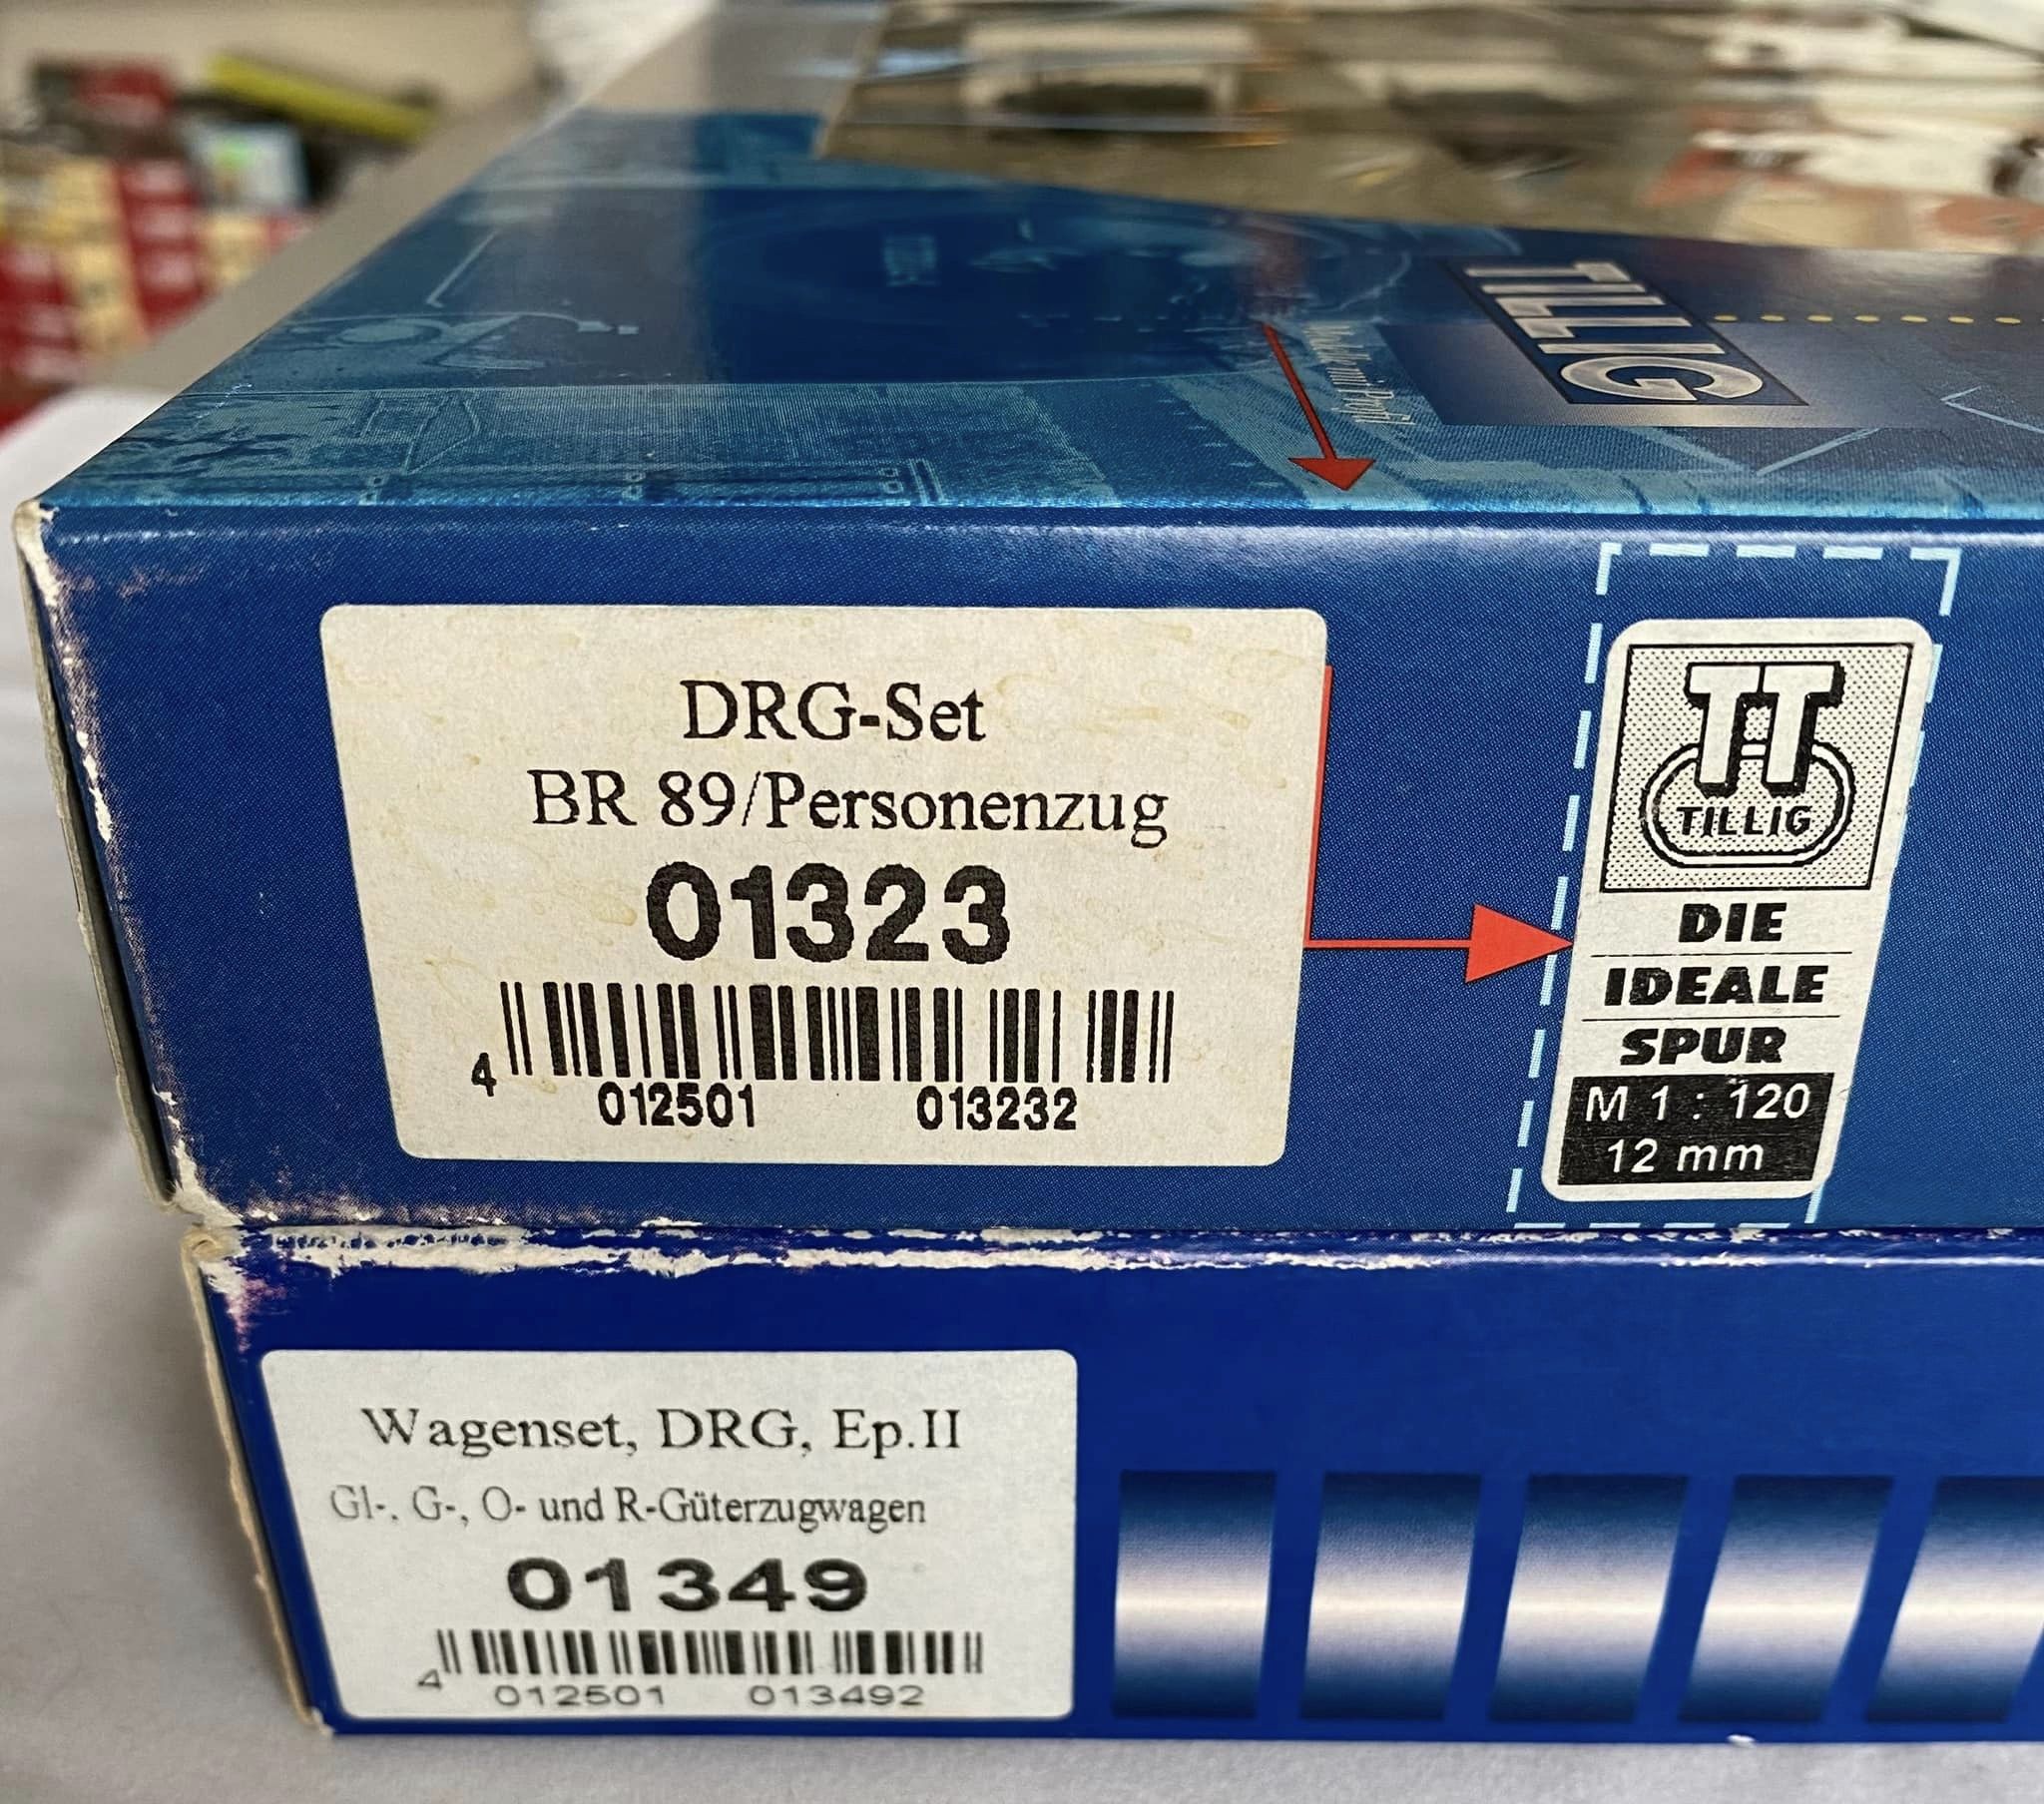 TILLIG
DRG-Set
BR 89/Personenzug
01323
4 012501 013232
TT
TILLIG
DIE
IDEALE
SPUR
M 1 : 120
12 mm
Wagenset, DRG, Ep.II
Gl-, G-, O- und R-Güterzugwagen
01349
4 012501 013492